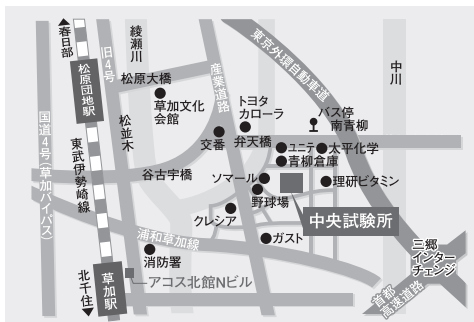 ▲春日部
松原団地駅
国道4号(草加バイパス)
東武伊勢崎線
旧4号
松並木
綾瀬川
松原大橋
草加文化
会館
産業道路
東京外環自動車道
中川
トヨタ
カローラ
バス停
南青柳
交番
弁天橋
ユニテ
太平化学
青柳倉庫
谷古宇橋
ソマール
理研ビタミン
野球場
クレシア
中央試験所
浦和草加線
ガスト
消防署
三郷
インター
チェンジ
首都
高速道路
北千住▼
草加駅
アコス北館Nビル